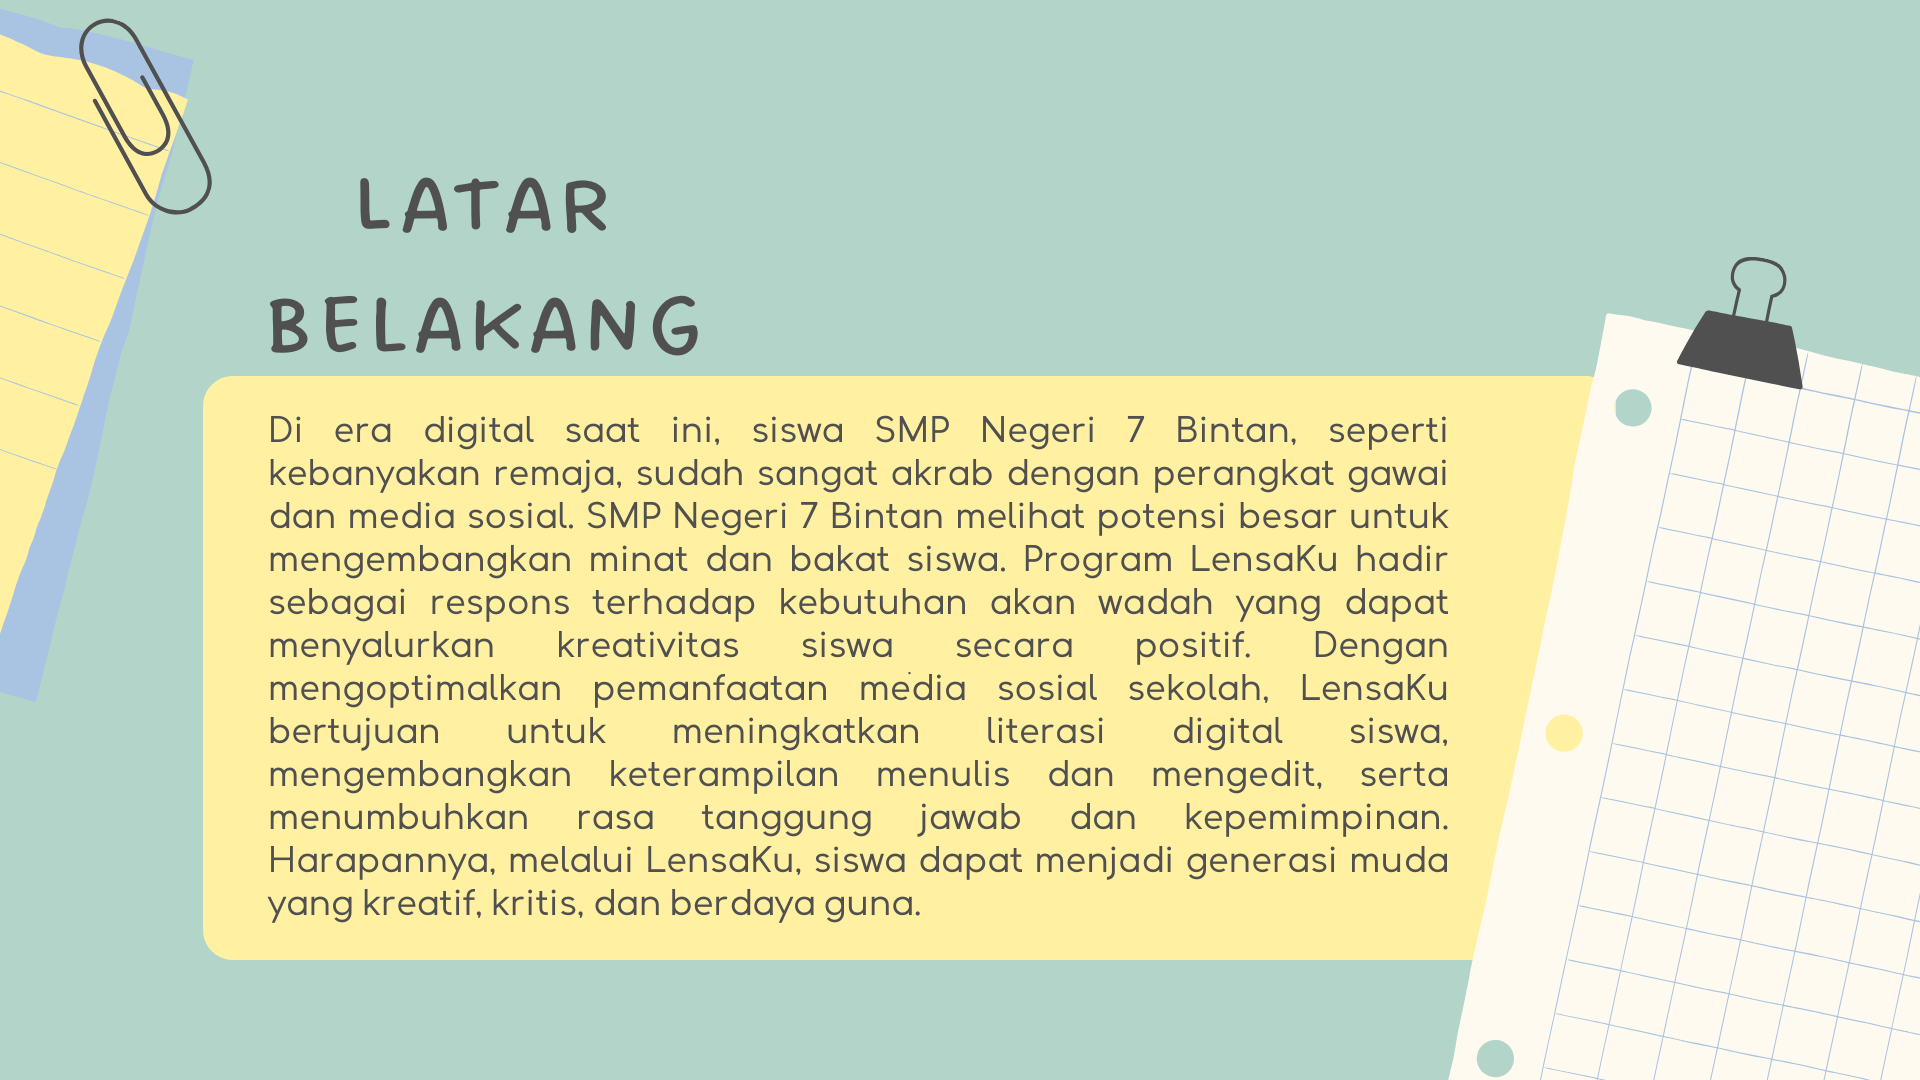 LATAR
BELAKANG
Di era digital saat ini, siswa SMP Negeri 7 Bintan, seperti
kebanyakan remaja, sudah sangat akrab dengan perangkat gawai
dan media sosial. SMP Negeri 7 Bintan melihat potensi besar untuk
mengembangkan minat dan bakat siswa. Program LensaKu hadir
sebagai respons terhadap kebutuhan akan wadah yang dapat
menyalurkan kreativitas siswa secara positif. Dengan
mengoptimalkan pemanfaatan media sosial sekolah, LensaKu
bertujuan untuk meningkatkan literasi digital siswa,
mengembangkan keterampilan menulis dan mengedit, serta
menumbuhkan rasa tanggung jawab dan kepemimpinan.
Harapannya, melalui LensaKu, siswa dapat menjadi generasi muda
yang kreatif, kritis, dan berdaya guna.